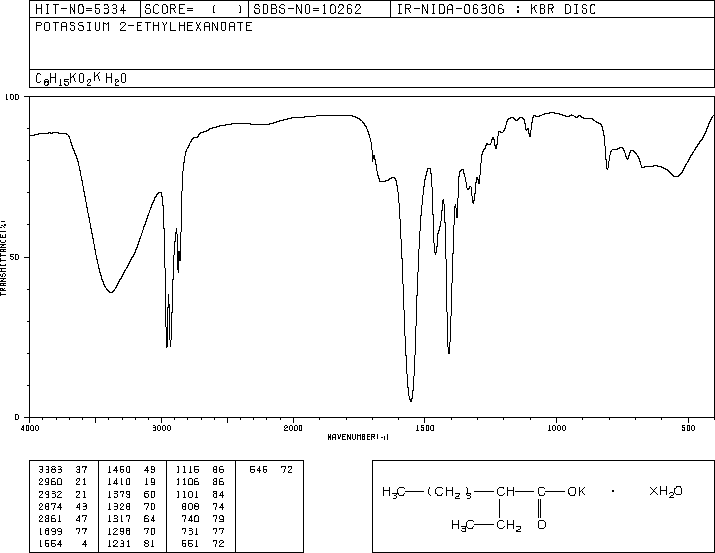 HIT-NO=5334 SCORE= ( ) SDBS-NO=10262 IR-NIDA-06306 : KBR DISC
POTASSIUM 2-ETHYLHEXANOATE
C8H15KO2K H2O
100
TRANSMITTANCE(%)
50
0
4000 3000 2000 1500 1000 500
WAVENUMBER(-1)
3383 37 1460 49 1116 86 546 72
2960 21 1410 19 1106 86
2932 21 1379 60 1101 84
2874 43 1328 70 808 74
2861 47 1317 64 740 79
1699 77 1298 70 731 77
1554 4 1231 81 661 72
H3C—(CH2)3—CH—C—OK · XH2O
H3C—CH2 O